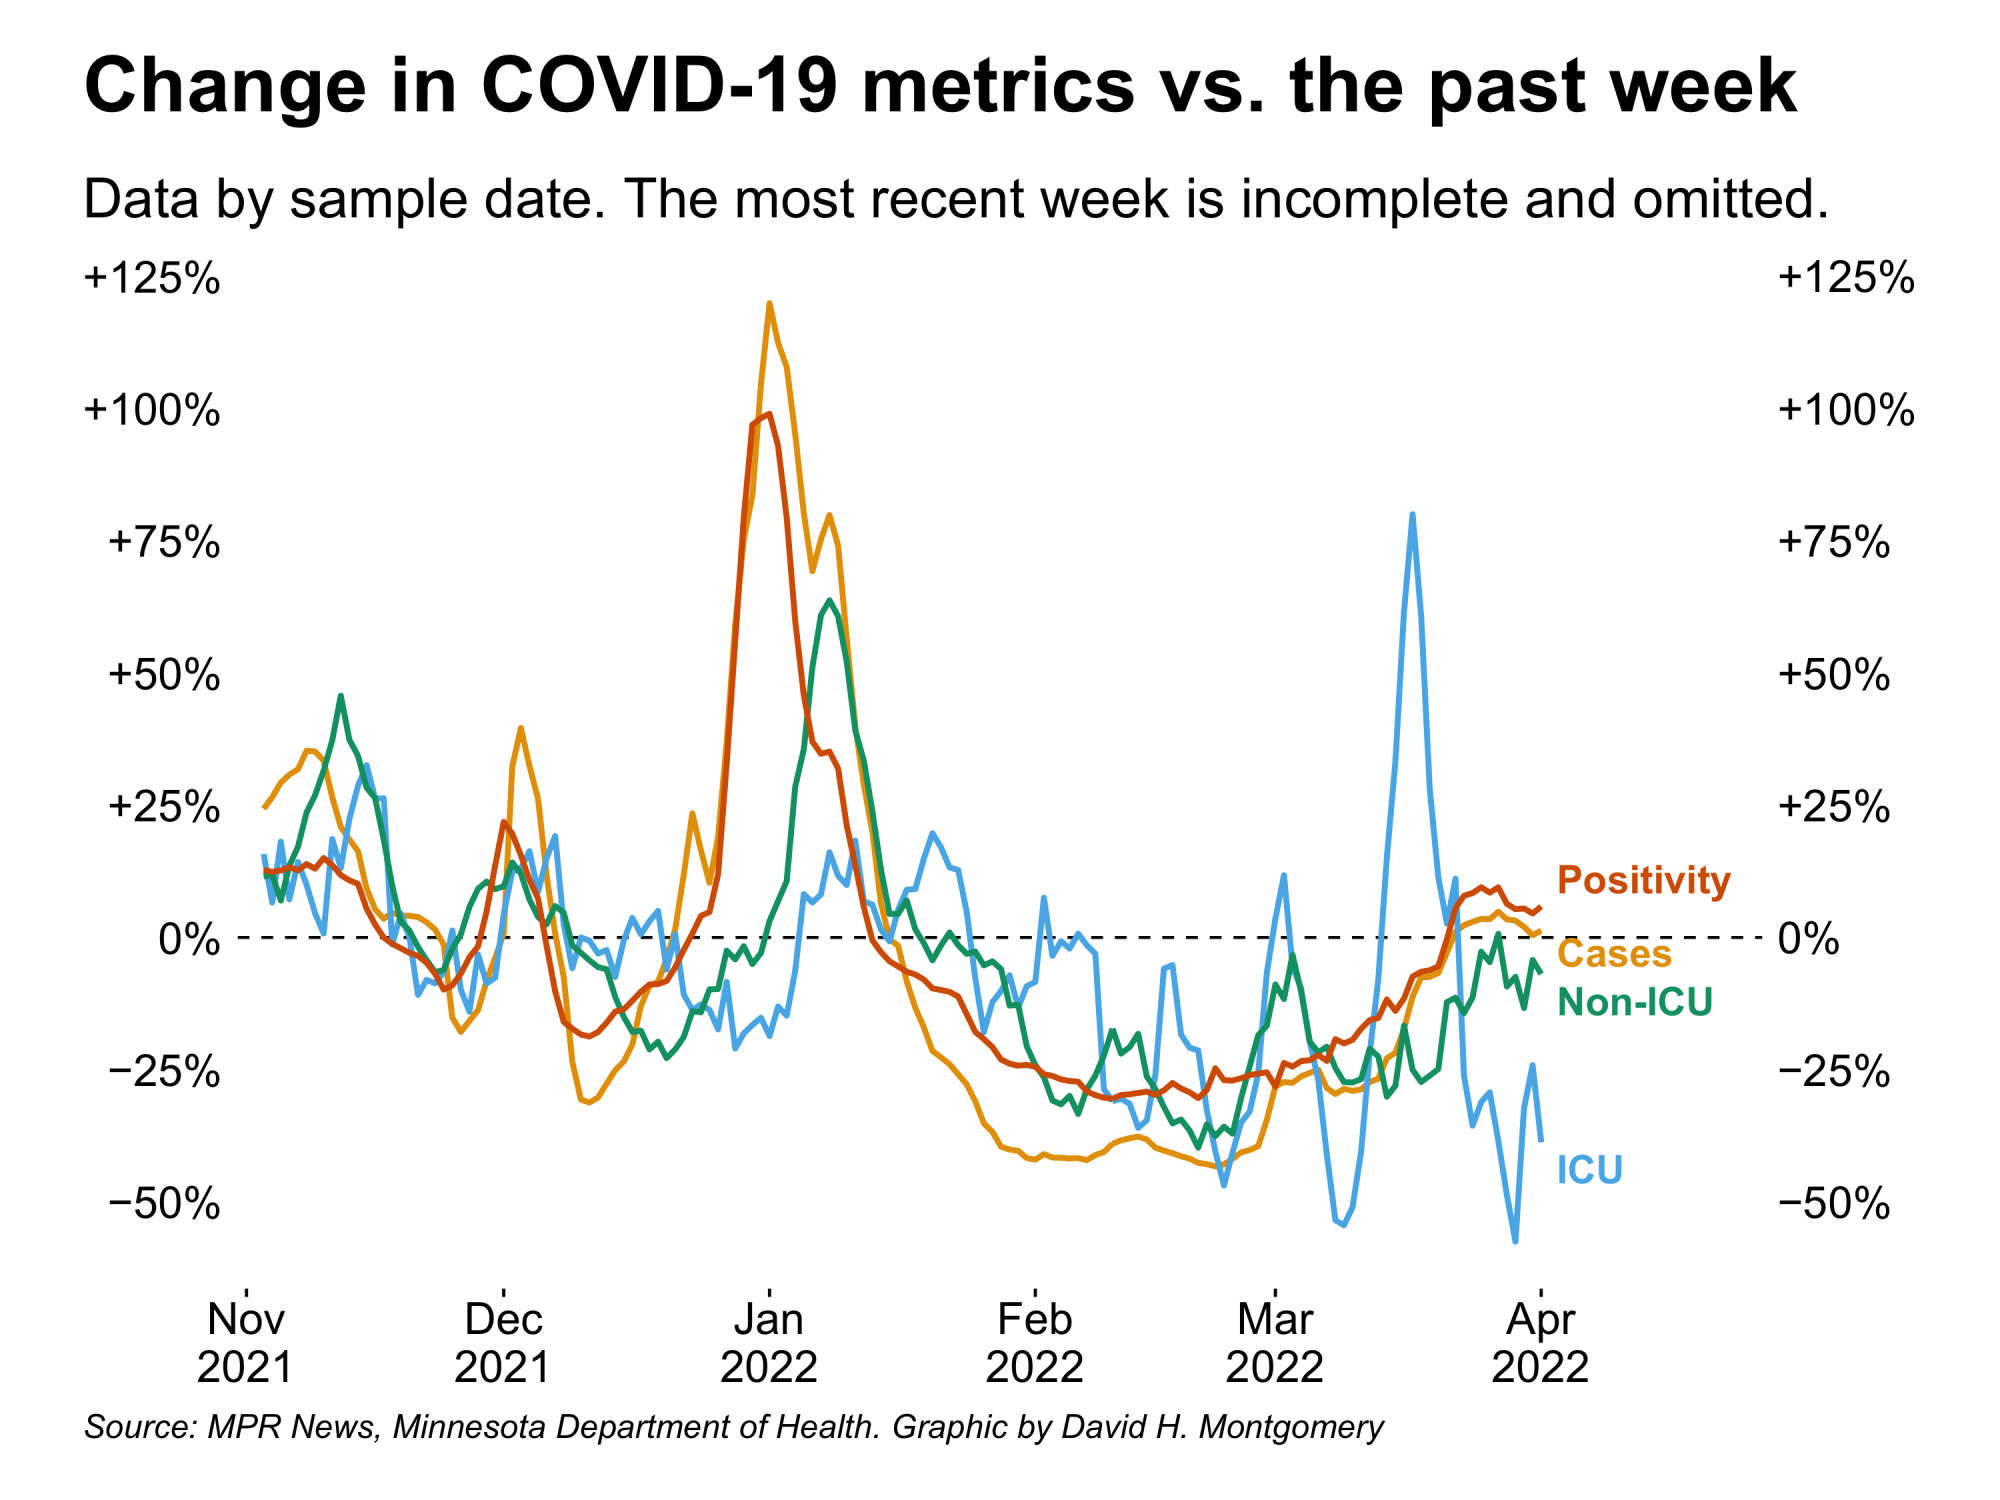 Change in COVID-19 metrics vs. the past week
Data by sample date. The most recent week is incomplete and omitted.
+125% +125%
+100% +100%
+75% +75%
+50% +50%
+25% +25%
Positivity
0% 0%
Cases
Non-ICU
−25% −25%
ICU
−50% −50%
Nov Dec Jan Feb Mar Apr
2021 2021 2022 2022 2022 2022
Source: MPR News, Minnesota Department of Health. Graphic by David H. Montgomery